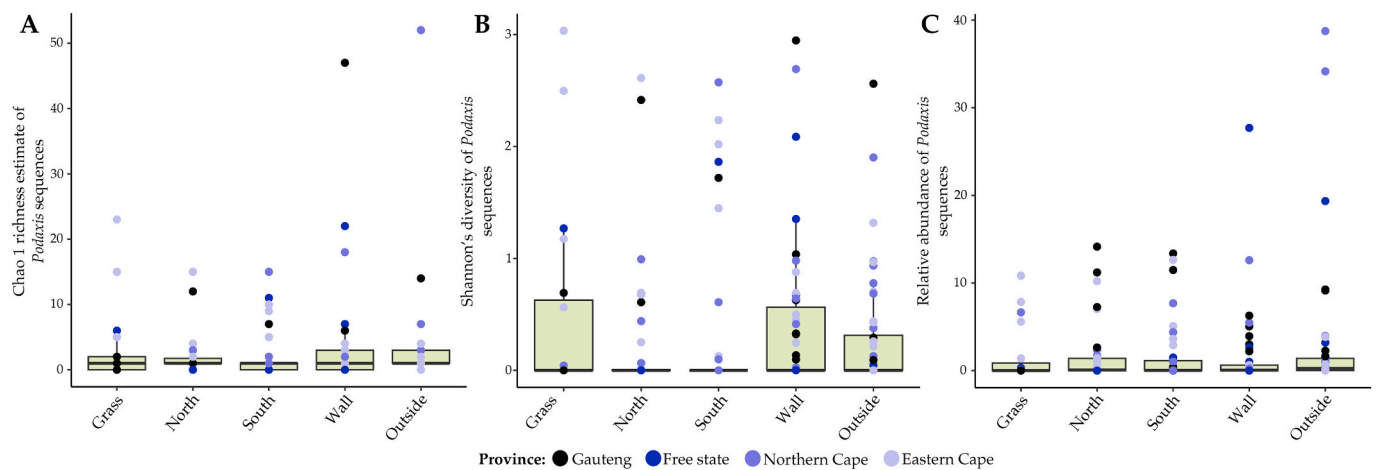 A
Chao 1 richness estimate of
Podaxis sequences
50
40
30
20
10
0
Grass
North
South
Wall
Outside
B
Shannon's diversity of Podaxis
sequences
3
2
1
0
Grass
North
South
Wall
Outside
C
Relative abundance of Podaxis
sequences
40
30
20
10
0
Grass
North
South
Wall
Outside
Province: Gauteng Free state Northern Cape Eastern Cape